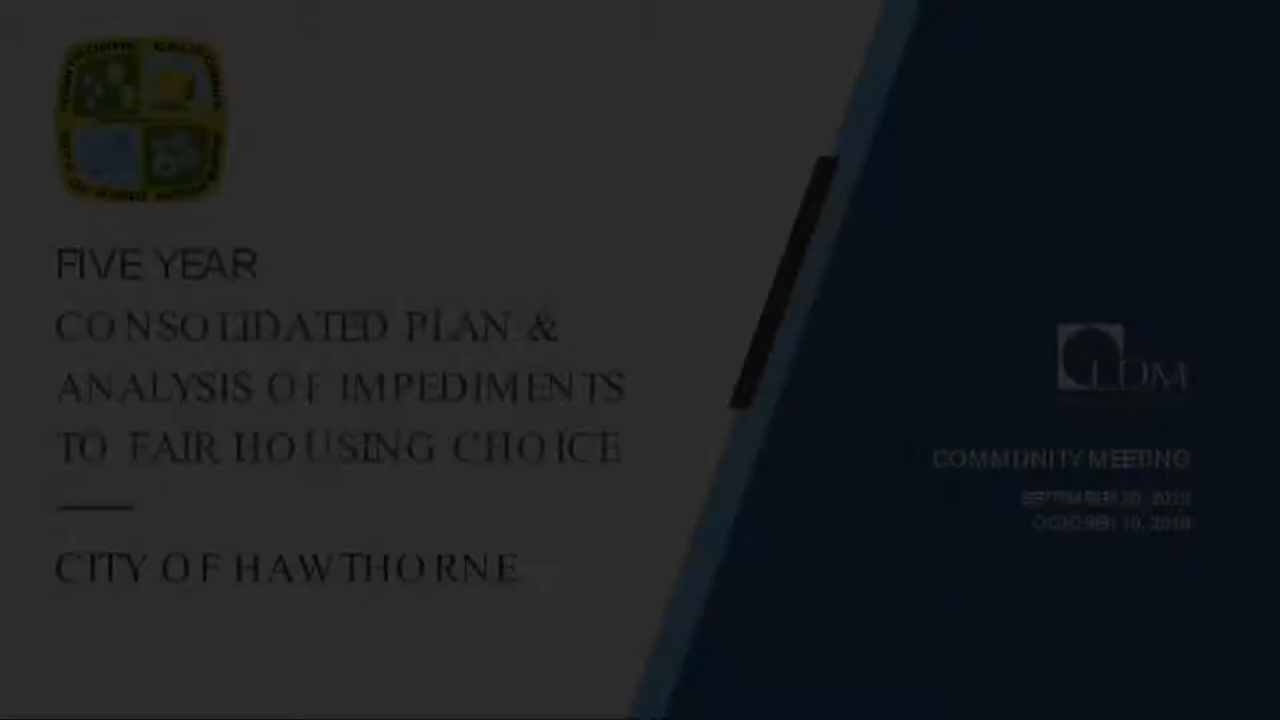 FIVE YEAR
CONSOLIDATED PLAN &
ANALYSIS OF IMPEDIMENTS
TO FAIR HOUSING CHOICE
CITY OF HAWTHORNE
LDM
COMMUNITY MEETING